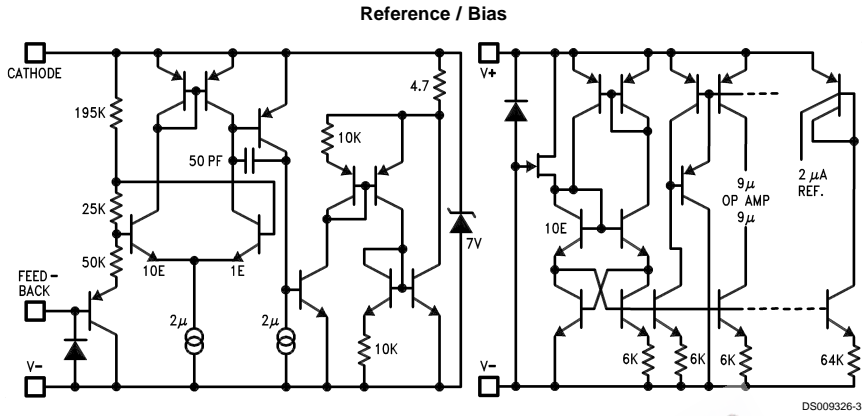 Reference / Bias
CATHODE
195K
50 PF
25K
50K
10E
1E
FEED-
BACK
2μ
2μ
V-
4.7
10K
7V
10K
V+
10E
9μ
OP AMP
9μ
2 μA
REF.
6K
6K
6K
64K
V-
DS009326-3